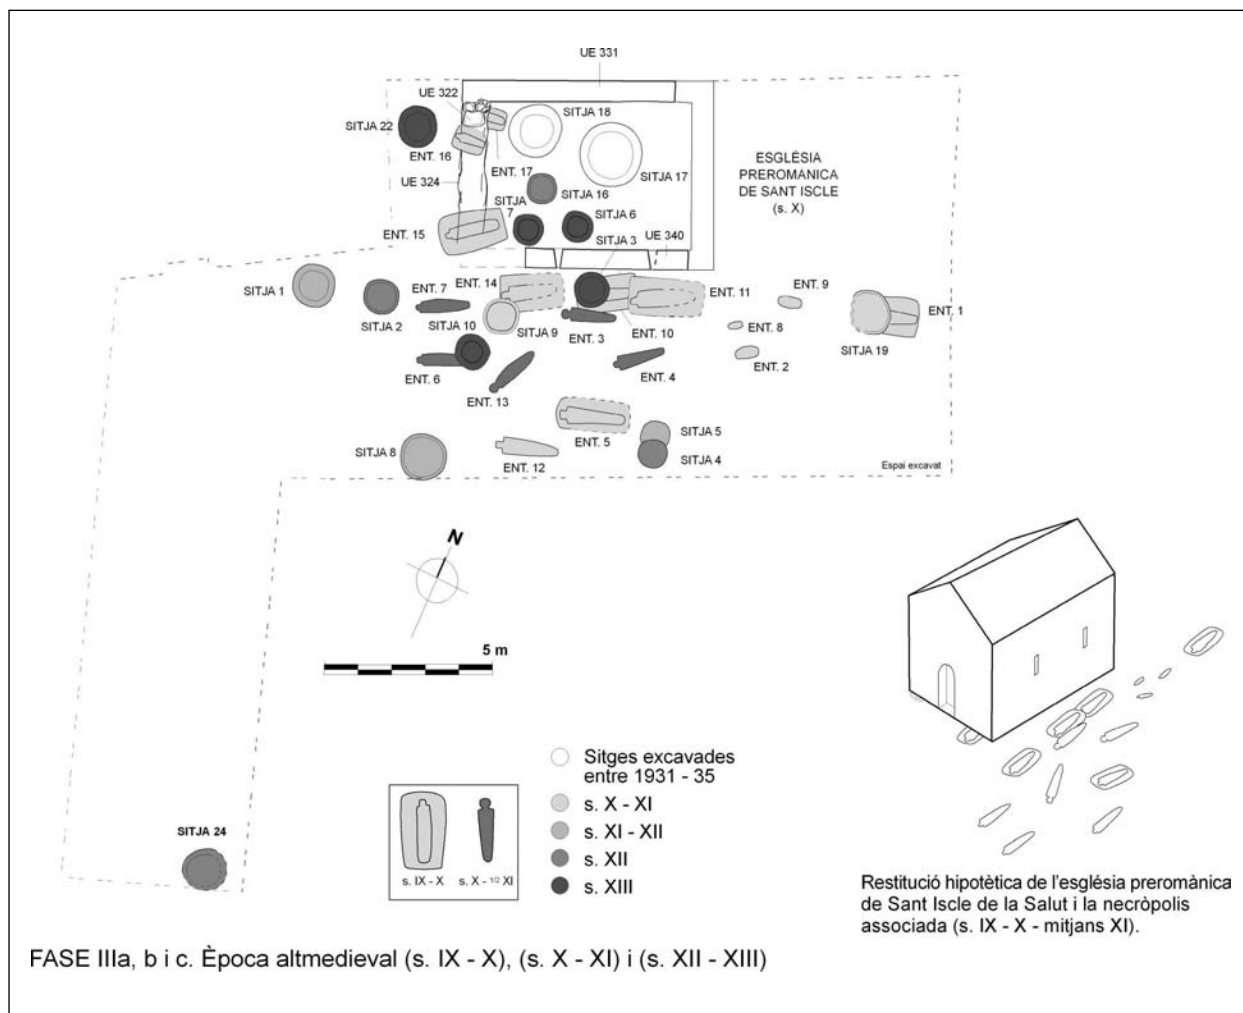 UE 331
UE 322
SITJA 18
SITJA 22
ENT. 16
ENT. 17
SITJA 17
UE 324
SITJA 16
SITJA
7
SITJA 6
ENT. 15
SITJA 3
UE 340
ESGLÉSIA
PREROMÀNICA
DE SANT ISCLE
(s. X)
SITJA 1
SITJA 2
ENT. 7
ENT. 14
SITJA 10
SITJA 9
ENT. 3
ENT. 10
ENT. 11
ENT. 9
ENT. 8
ENT. 2
ENT. 1
SITJA 19
ENT. 6
ENT. 13
ENT. 4
SITJA 8
ENT. 12
ENT. 5
SITJA 5
SITJA 4
Espai excavat
N
5 m
Sitges excavades
entre 1931 - 35
s. X - XI
s. XI - XII
s. XII
s. XIII
s. IX - X
s. X - 1/2 XI
SITJA 24
Restitució hipotètica de l'església preromànica
de Sant Iscle de la Salut i la necròpolis
associada (s. IX - X - mitjans XI).
FASE IIIa, b i c. Època altmedieval (s. IX - X), (s. X - XI) i (s. XII - XIII)